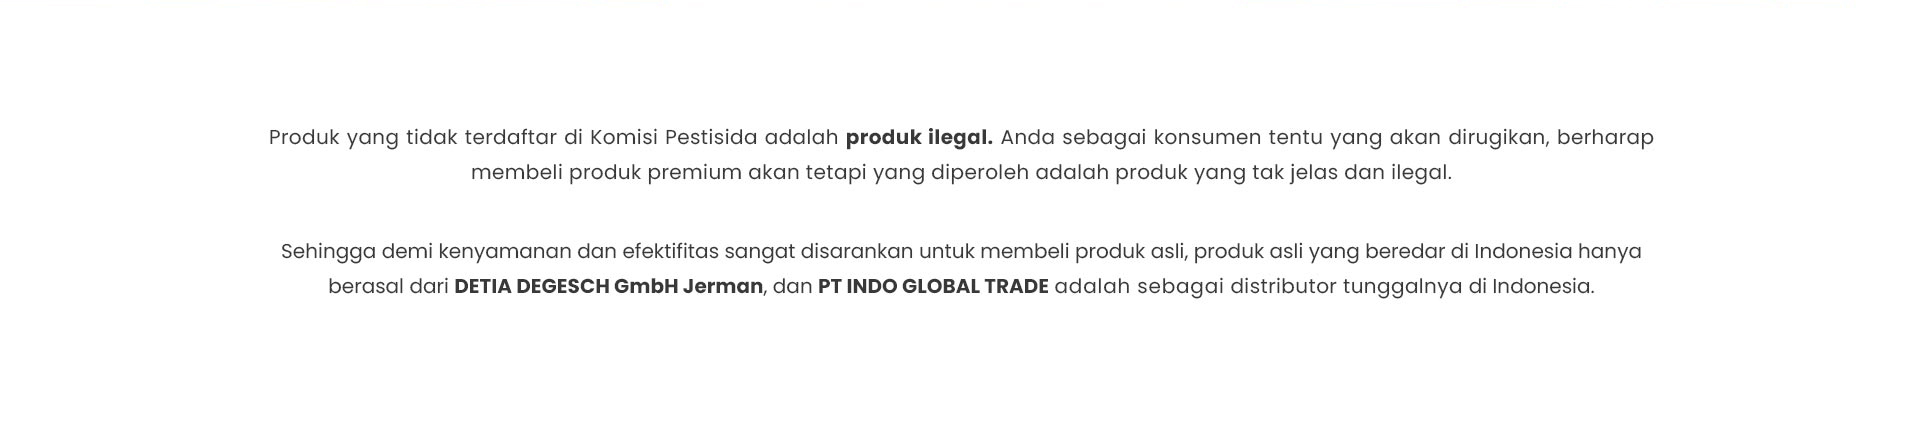 Produk yang tidak terdaftar di Komisi Pestisida adalah produk ilegal. Anda sebagai konsumen tentu yang akan dirugikan, berharap
membeli produk premium akan tetapi yang diperoleh adalah produk yang tak jelas dan ilegal.
Sehingga demi kenyamanan dan efektifitas sangat disarankan untuk membeli produk asli, produk asli yang beredar di Indonesia hanya
berasal dari DETIA DEGESCH GmbH Jerman, dan PT INDO GLOBAL TRADE adalah sebagai distributor tunggalnya di Indonesia.